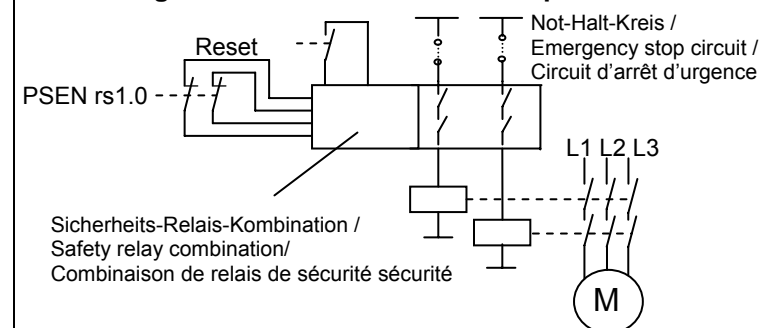 Not-Halt-Kreis /
Emergency stop circuit /
Circuit d'arrêt d'urgence
Reset
PSEN rs1.0
L1 L2 L3
Sicherheits-Relais-Kombination /
Safety relay combination/
Combinaison de relais de sécurité sécurité
M